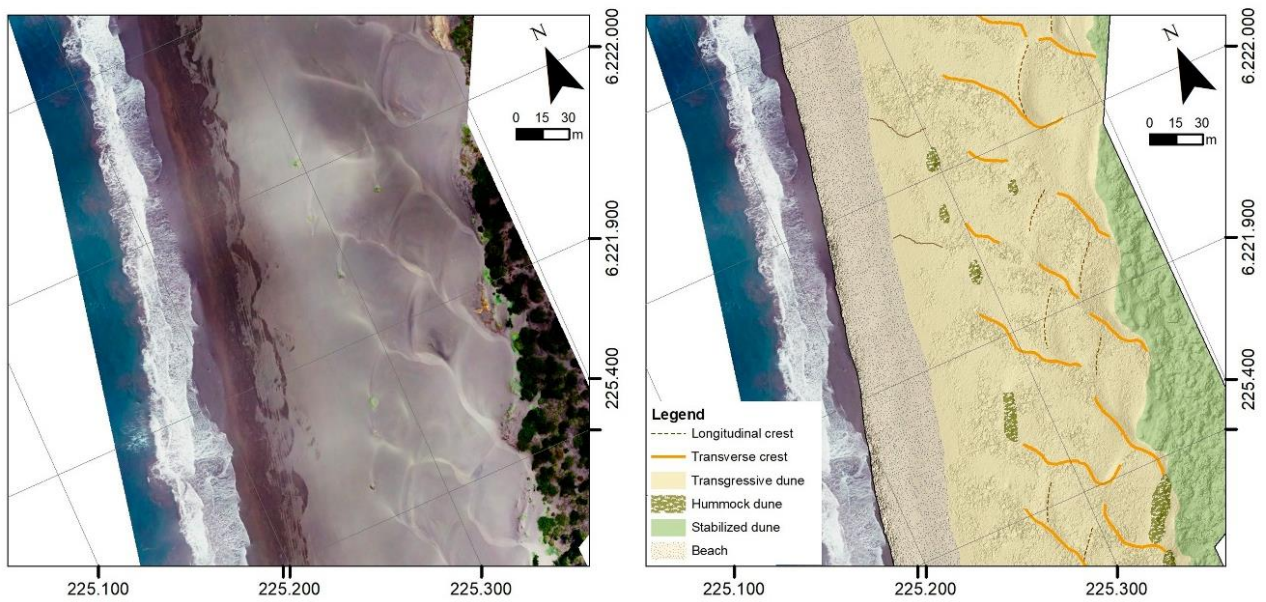 N
0 15 30
m
6.222.000
6.221.900
225.400
225.100
225.200
225.300
N
0 15 30
m
6.222.000
6.221.900
225.400
Legend
Longitudinal crest
Transverse crest
Transgressive dune
Hummock dune
Stabilized dune
Beach
225.100
225.200
225.300